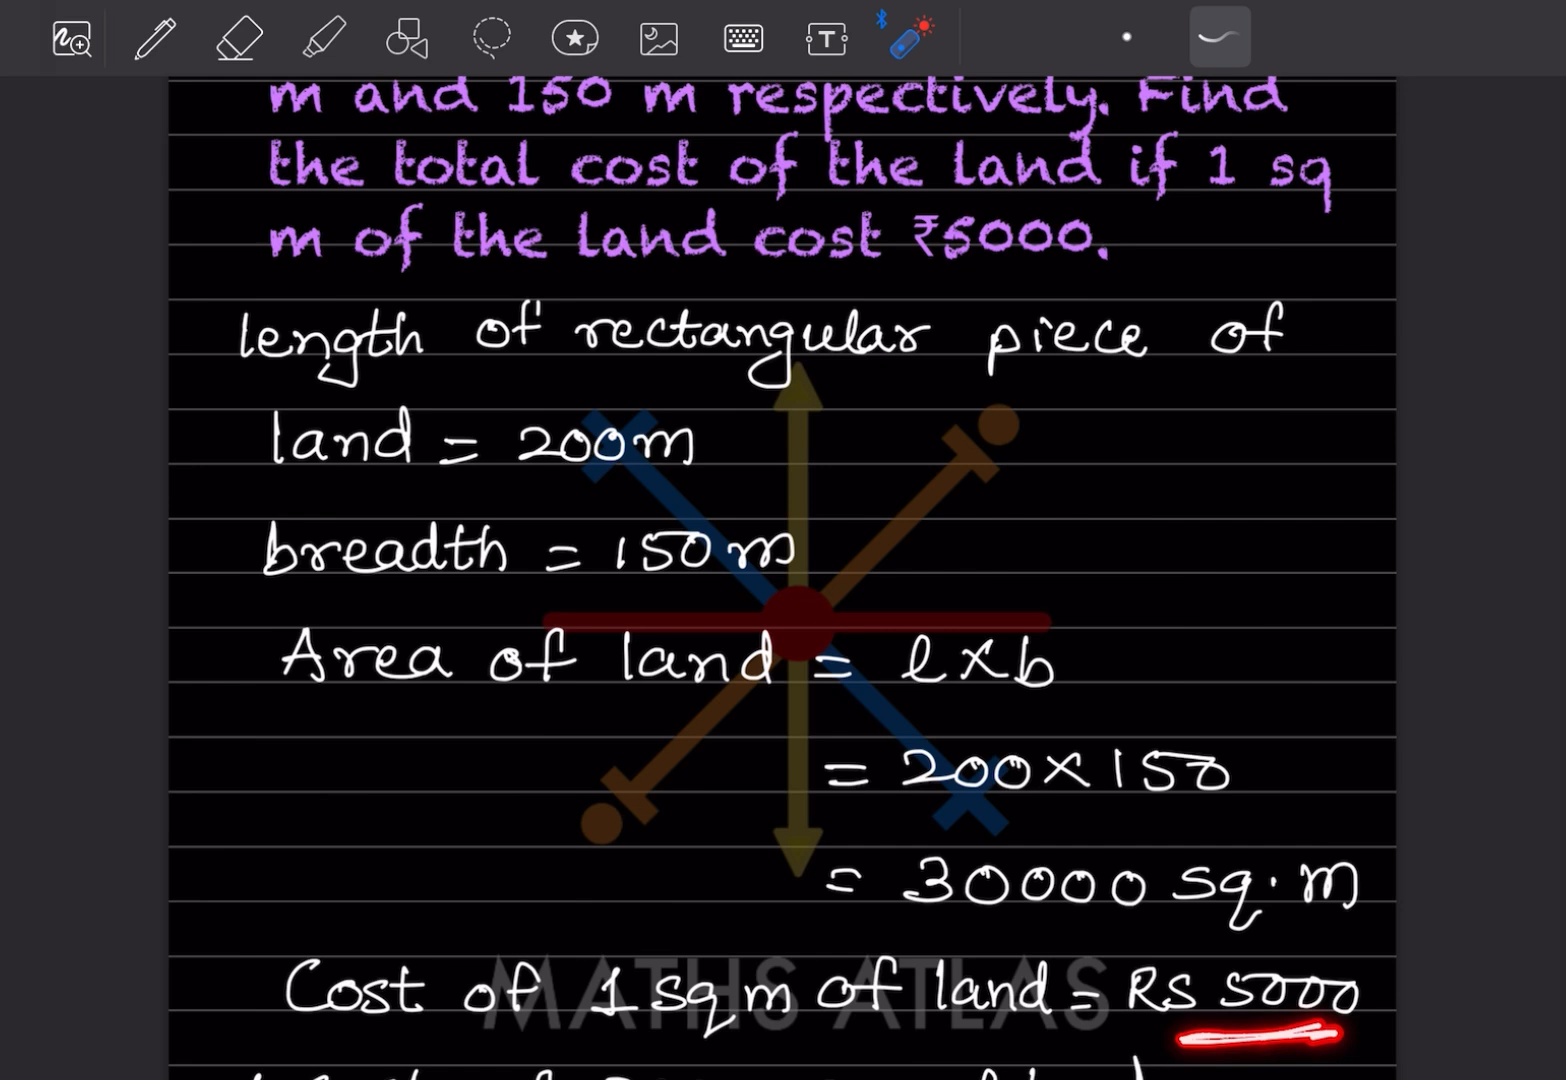 m and 150 m respectively. Find
the total cost of the land if 1 sq
m of the land cost ₹5000.
length of rectangular piece of
land = 200m
breadth = 150m
Area of land = l×b
= 200×150
= 30000 sq.m
Cost of 1 sq m of land = Rs 5000
MATHS ATLAS